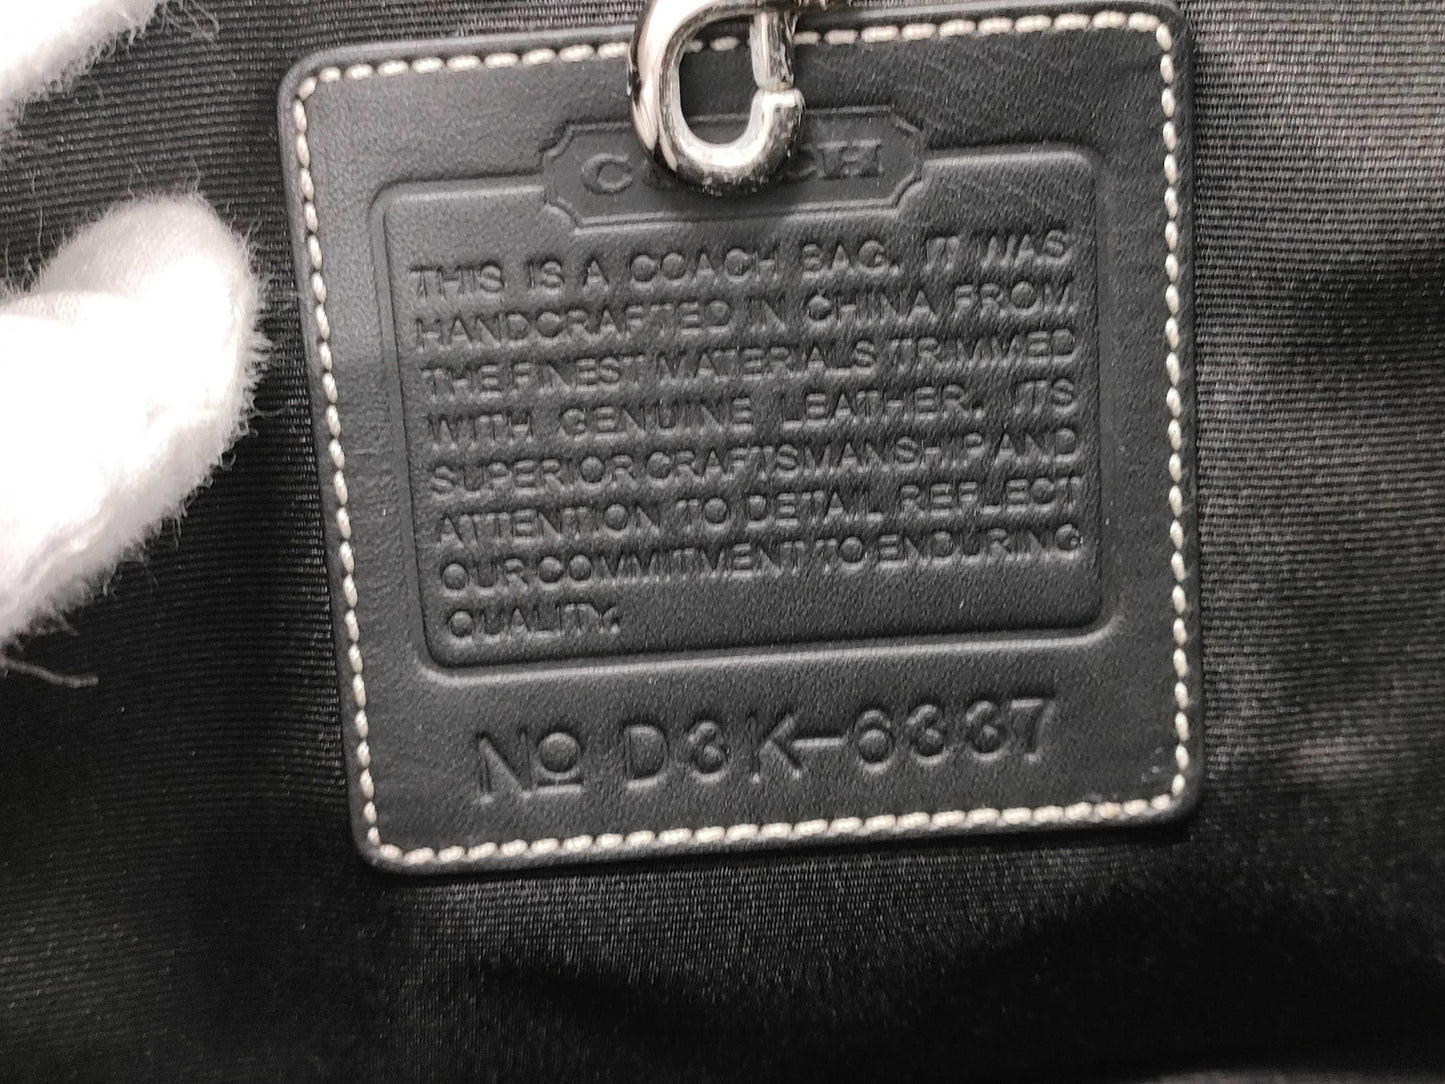 COACH
THIS IS A COACH BAG. IT WAS
HANDCRAFTED IN CHINA FROM
THE FINEST MATERIALS TRIMMED
WITH GENUINE LEATHER. ITS
SUPERIOR CRAFTSMANSHIP AND
ATTENTION TO DETAIL REFLECT
OUR COMMITMENT TO ENDURING
QUALITY.
No D3K-6337